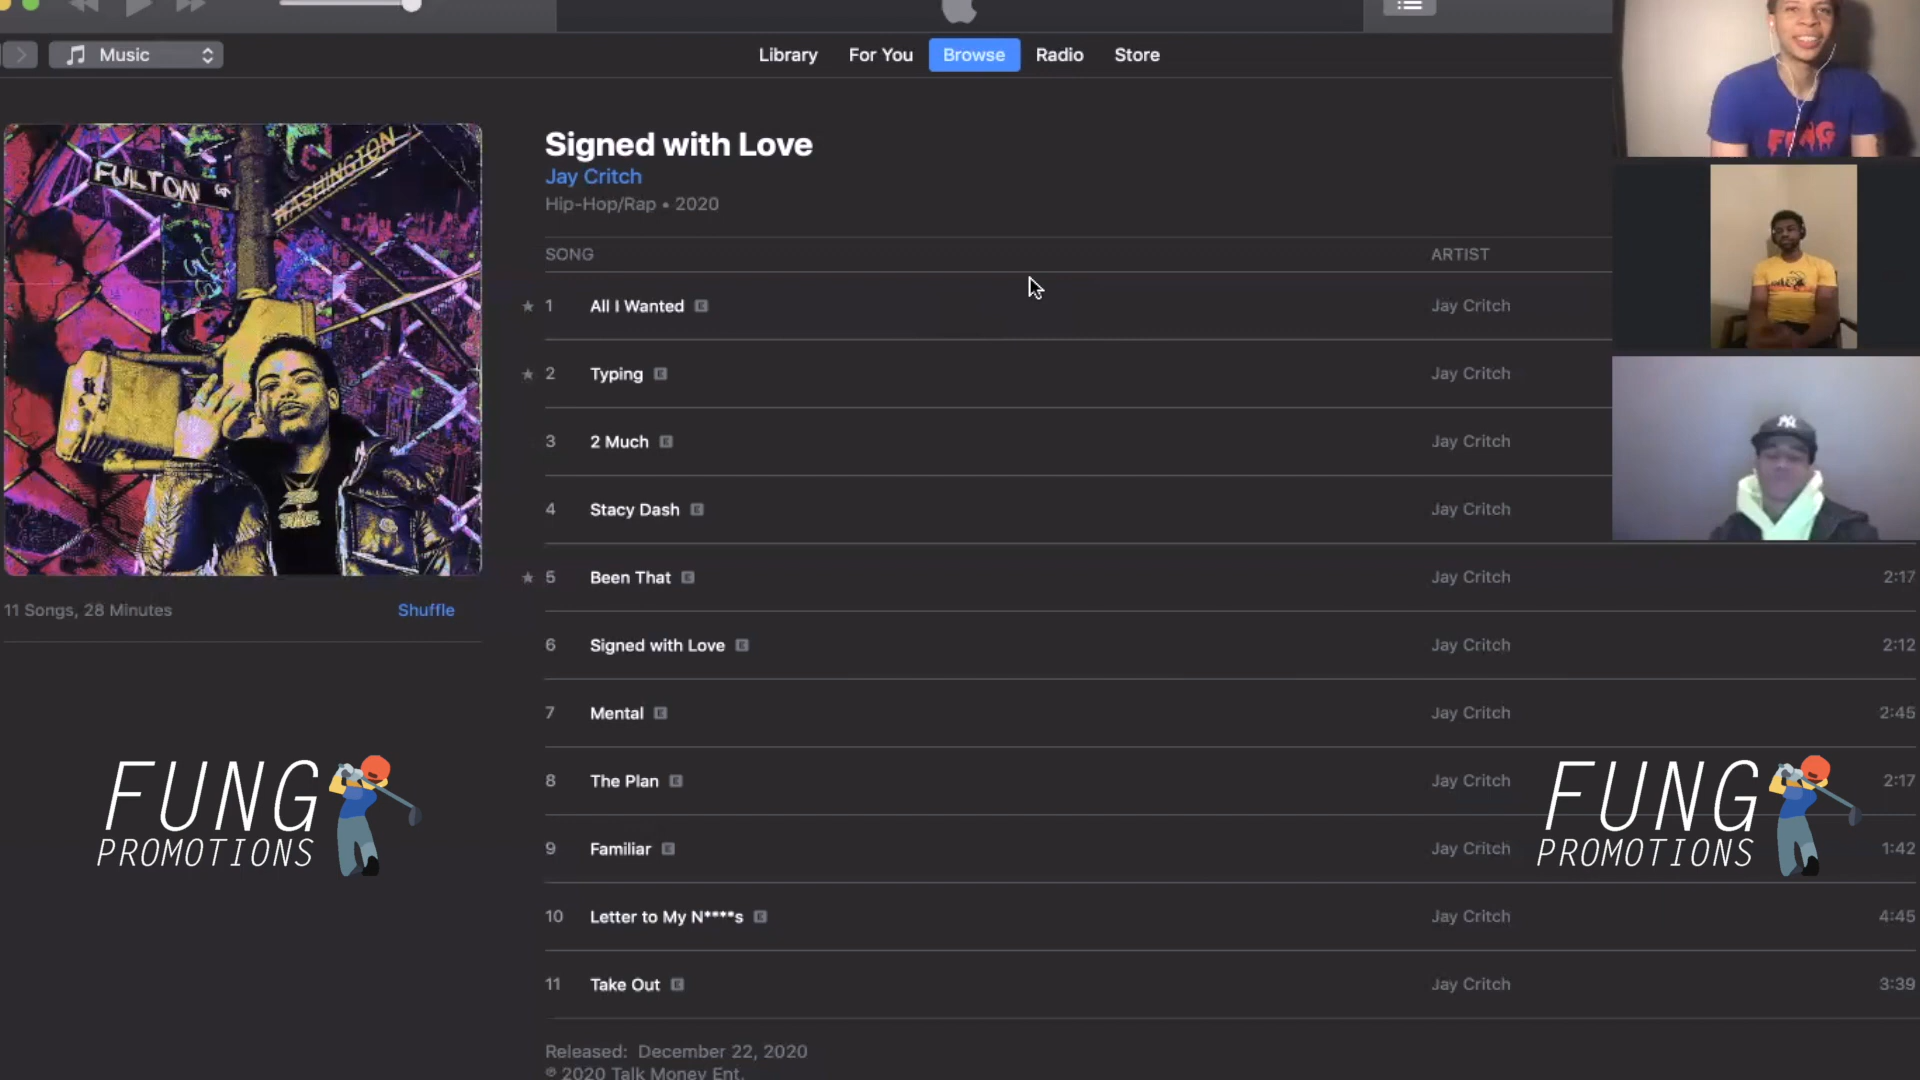 Music
Library For You Browse Radio Store
FULTON
WASHINGTON
Signed with Love
Jay Critch
Hip-Hop/Rap • 2020
SONG ARTIST
★ 1 All I Wanted E Jay Critch
★ 2 Typing E Jay Critch
3 2 Much E Jay Critch
4 Stacy Dash E Jay Critch
★ 5 Been That E Jay Critch 2:17
6 Signed with Love E Jay Critch 2:12
7 Mental E Jay Critch 2:45
8 The Plan E Jay Critch 2:17
9 Familiar E Jay Critch 1:42
10 Letter to My N****s E Jay Critch 4:45
11 Take Out E Jay Critch 3:39
Released: December 22, 2020
℗ 2020 Talk Money Ent.
11 Songs, 28 Minutes Shuffle
FUNG
PROMOTIONS
FUNG
PROMOTIONS
FUNG
NY